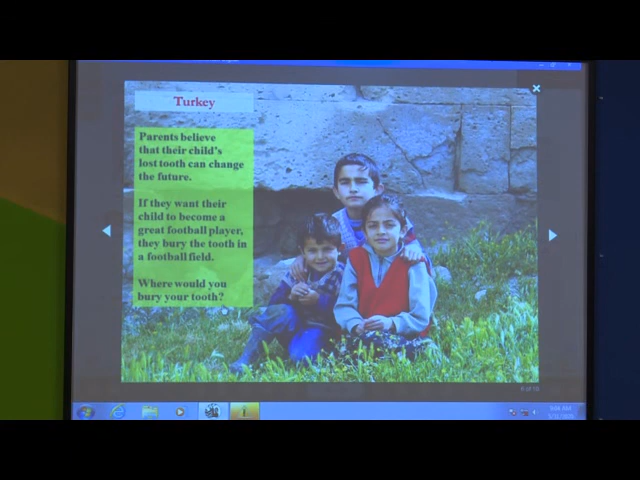 Turkey
Parents believe
that their child's
lost tooth can change
the future.
If they want their
child to become a
great football player,
they bury the tooth in
a football field.
Where would you
bury your tooth?